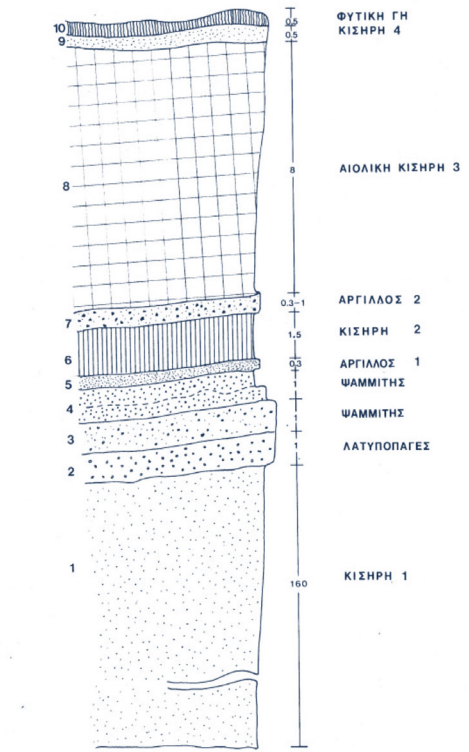 10 0.5 ΦΥΤΙΚΗ ΓΗ
9 0.5 ΚΙΣΗΡΗ 4
8 8 ΑΙΟΛΙΚΗ ΚΙΣΗΡΗ 3
7 0.3-1 ΑΡΓΙΛΛΟΣ 2
6 1.5 ΚΙΣΗΡΗ 2
5 0.3 ΑΡΓΙΛΛΟΣ 1
4 1 ΨΑΜΜΙΤΗΣ
3 1 ΨΑΜΜΙΤΗΣ
2 1 ΛΑΤΥΠΟΠΑΓΕΣ
1 160 ΚΙΣΗΡΗ 1